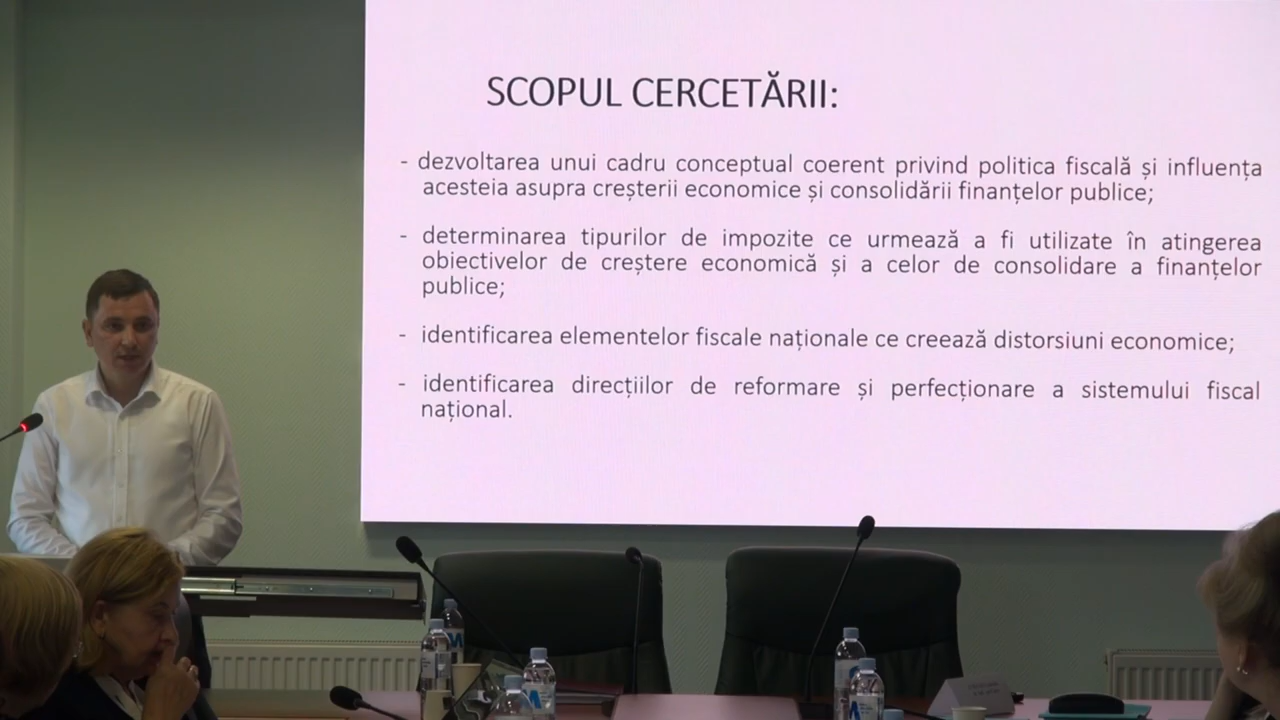 SCOPUL CERCETĂRII:
- dezvoltarea unui cadru conceptual coerent privind politica fiscală și influența
acesteia asupra creșterii economice și consolidării finanțelor publice;
- determinarea tipurilor de impozite ce urmează a fi utilizate în atingerea
obiectivelor de creștere economică și a celor de consolidare a finanțelor
publice;
- identificarea elementelor fiscale naționale ce creează distorsiuni economice;
- identificarea direcțiilor de reformare și perfecționare a sistemului fiscal
național.